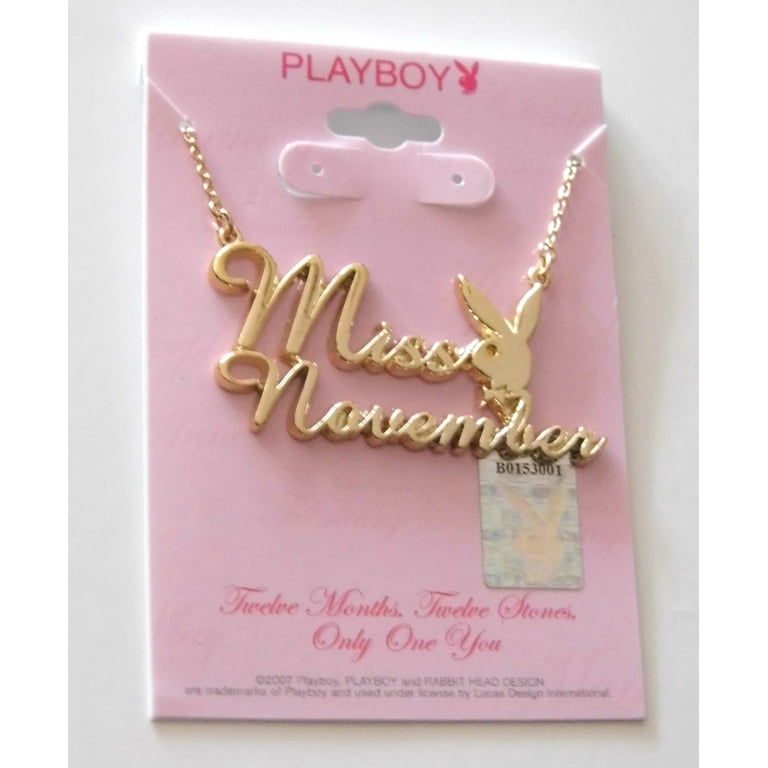 PLAYBOY
Miss
November
B0153001
Twelve Months. Twelve Stones.
Only One You
©2007 Playboy. PLAYBOY and RABBIT HEAD DESIGN
are trademarks of Playboy and used under license by Lucas Design International.